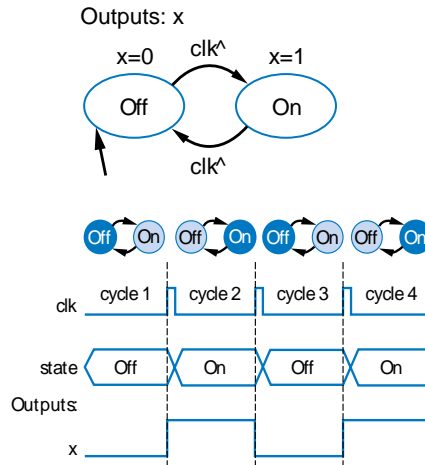 Outputs: x
x=0 clk^ x=1
Off On
clk^
Off On Off On Off On Off On
clk cycle 1 cycle 2 cycle 3 cycle 4
state Off On Off On
Outputs:
x